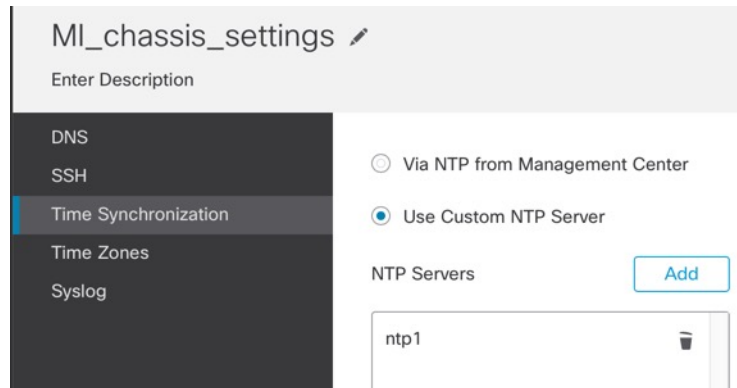 MI_chassis_settings
Enter Description
DNS
SSH
Time Synchronization
Time Zones
Syslog
Via NTP from Management Center
Use Custom NTP Server
NTP Servers
Add
ntp1